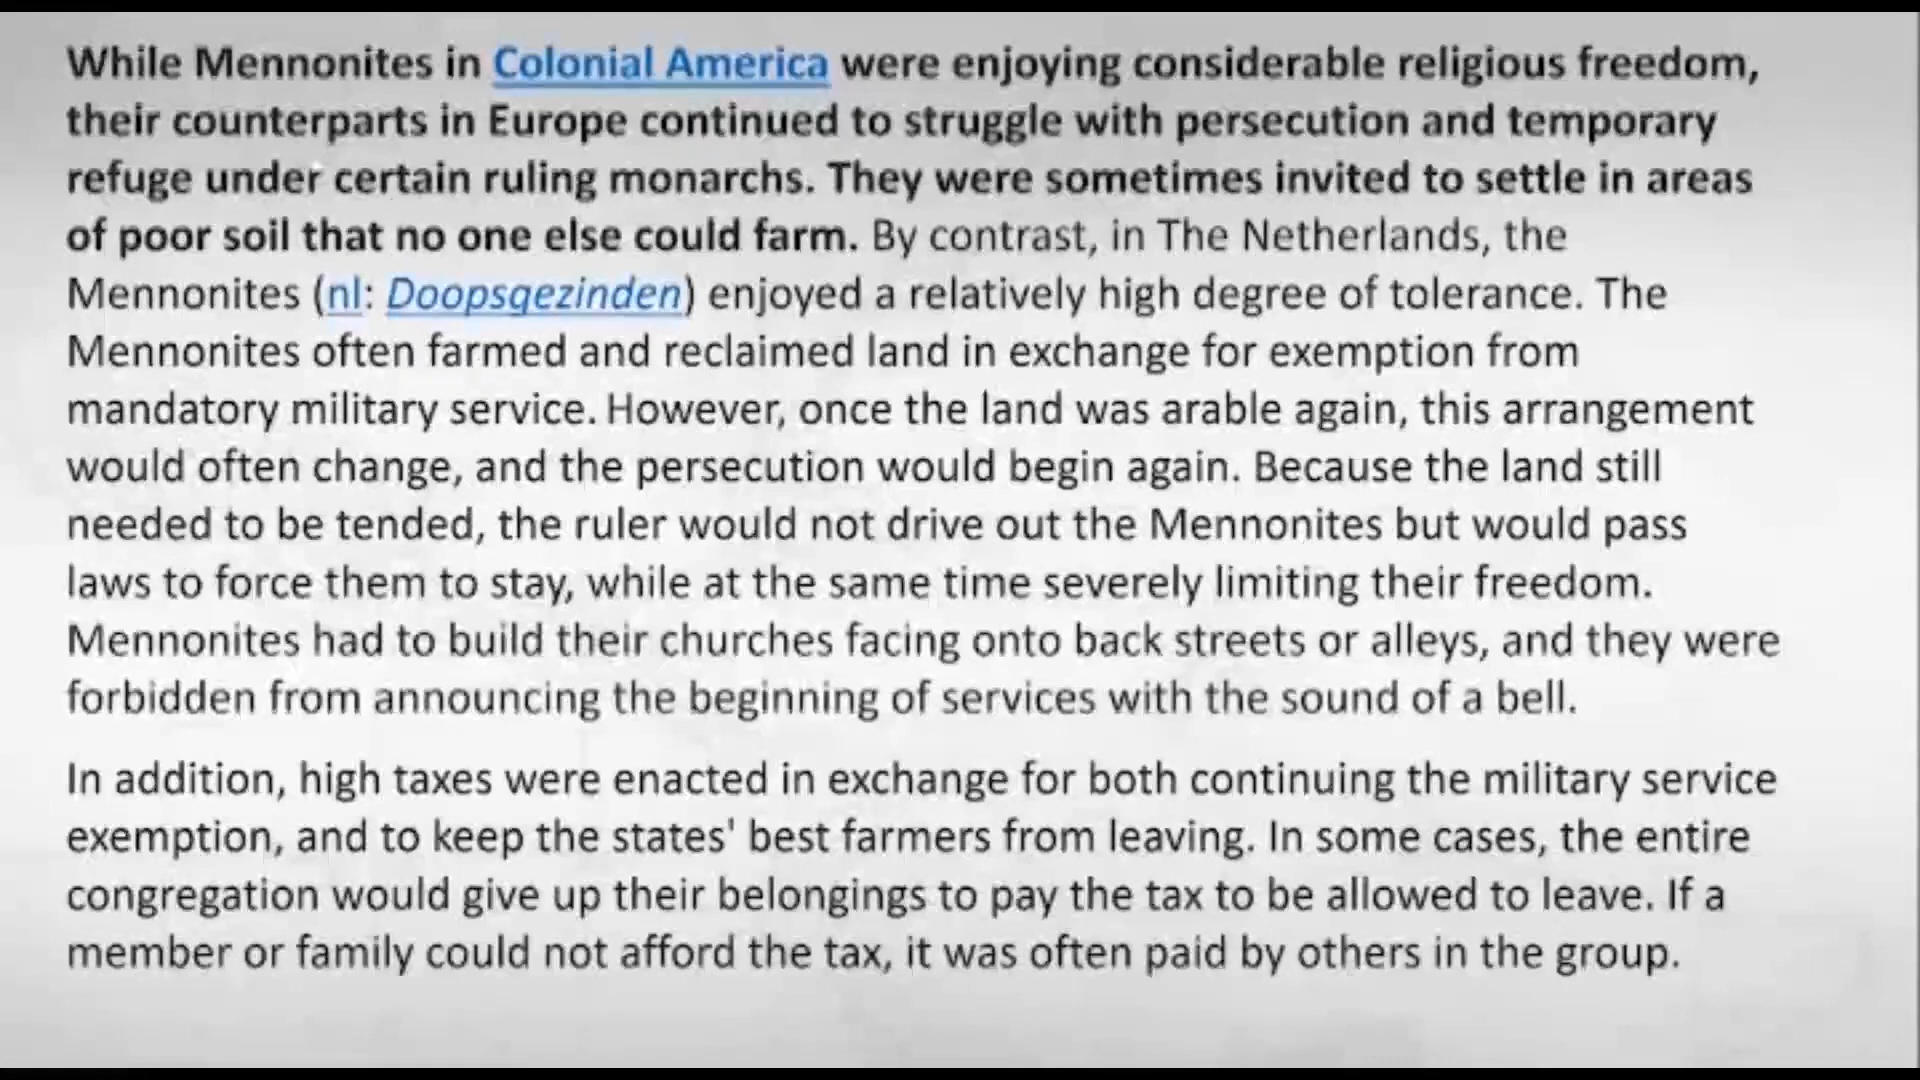 While Mennonites in Colonial America were enjoying considerable religious freedom,
their counterparts in Europe continued to struggle with persecution and temporary
refuge under certain ruling monarchs. They were sometimes invited to settle in areas
of poor soil that no one else could farm. By contrast, in The Netherlands, the
Mennonites (nl: Doopsgezinden) enjoyed a relatively high degree of tolerance. The
Mennonites often farmed and reclaimed land in exchange for exemption from
mandatory military service. However, once the land was arable again, this arrangement
would often change, and the persecution would begin again. Because the land still
needed to be tended, the ruler would not drive out the Mennonites but would pass
laws to force them to stay, while at the same time severely limiting their freedom.
Mennonites had to build their churches facing onto back streets or alleys, and they were
forbidden from announcing the beginning of services with the sound of a bell.
In addition, high taxes were enacted in exchange for both continuing the military service
exemption, and to keep the states' best farmers from leaving. In some cases, the entire
congregation would give up their belongings to pay the tax to be allowed to leave. If a
member or family could not afford the tax, it was often paid by others in the group.